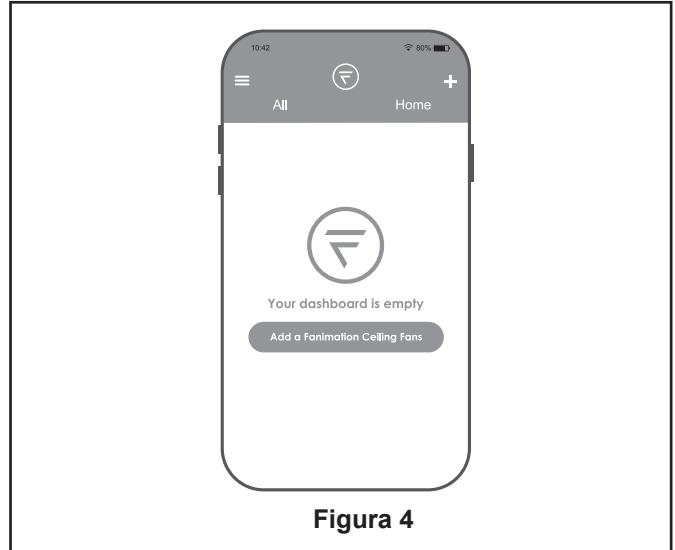 10:42 80%
All Home
Your dashboard is empty
Add a Fanimation Ceiling Fans
Figura 4